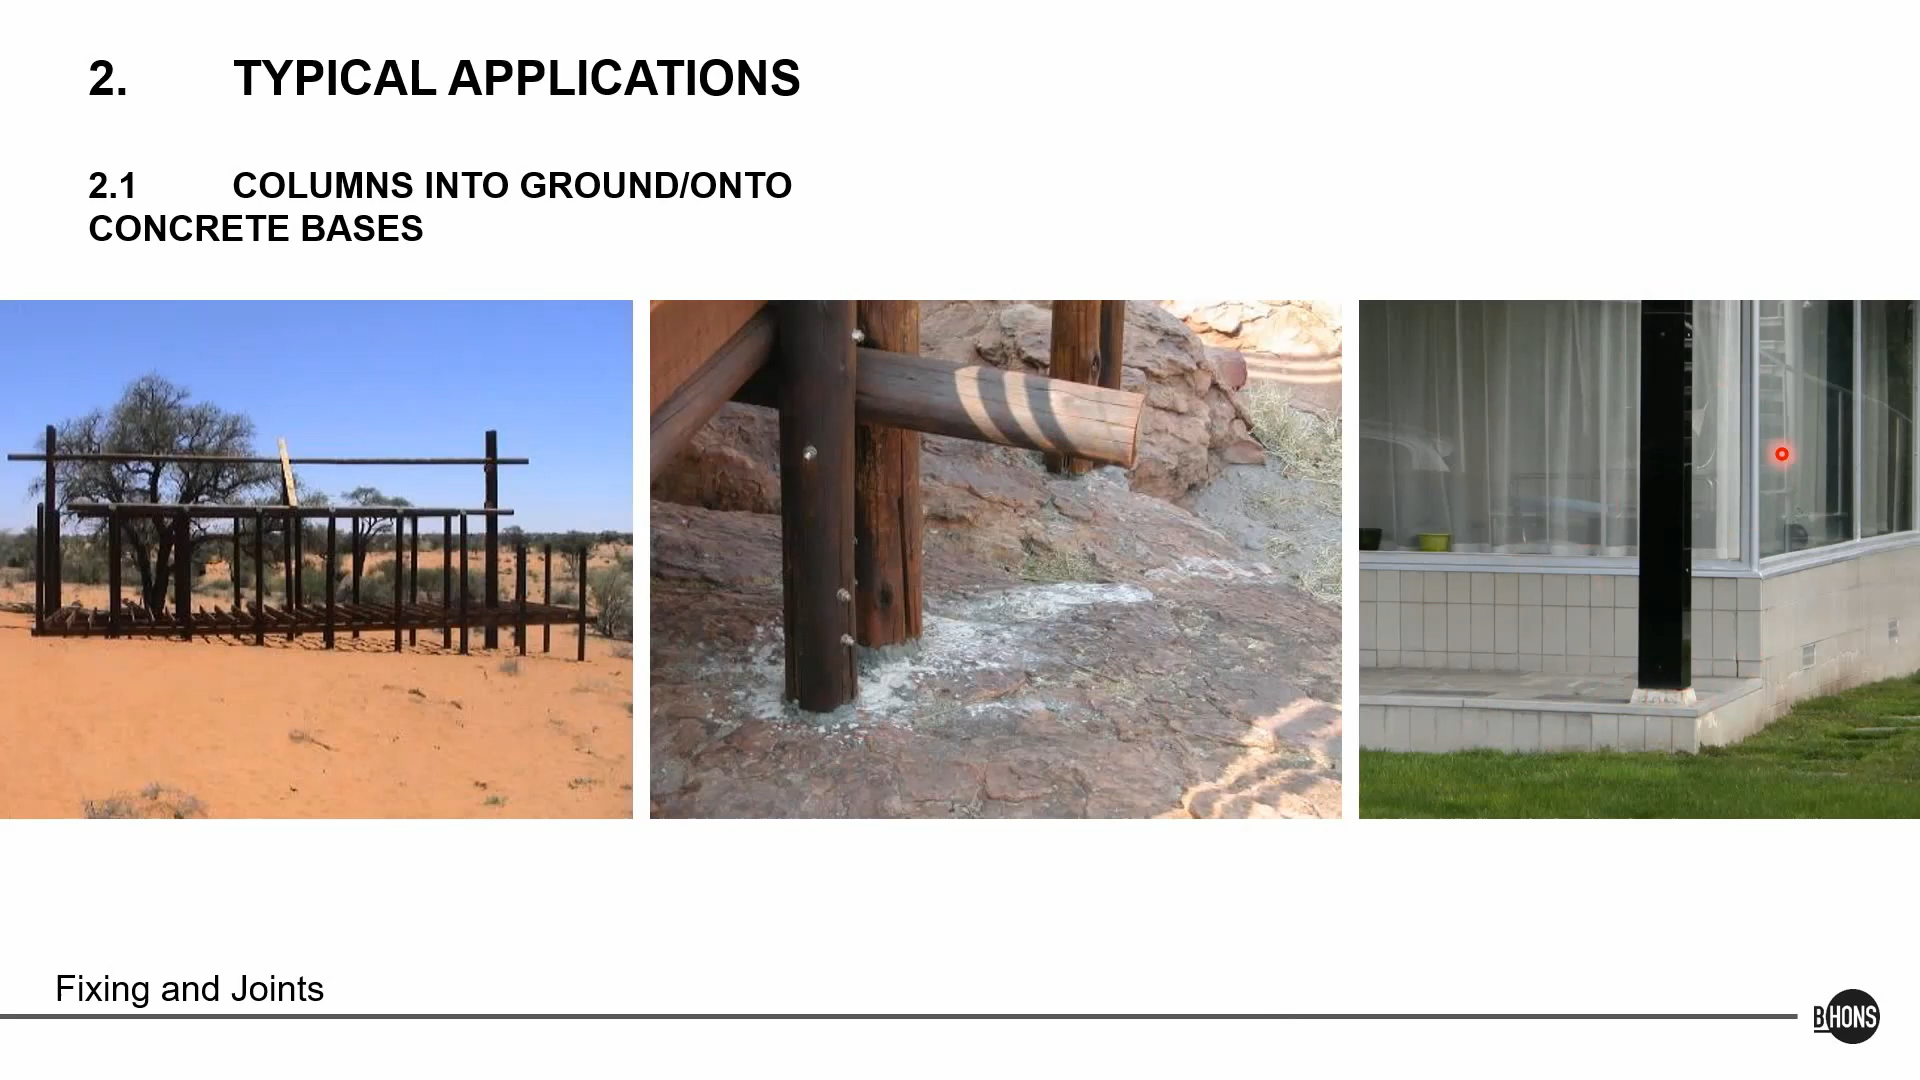 2. TYPICAL APPLICATIONS
2.1 COLUMNS INTO GROUND/ONTO
CONCRETE BASES
Fixing and Joints
B HONS